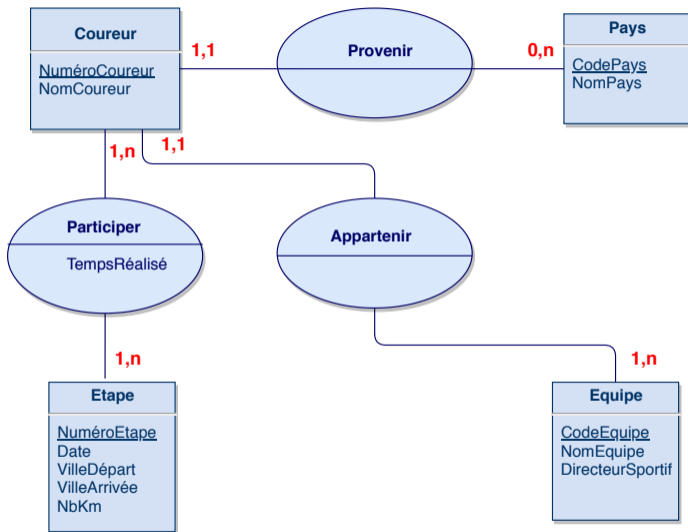 Coureur
NuméroCoureur
NomCoureur
1,1
Provenir
0,n
Pays
CodePays
NomPays
1,n
1,1
Participer
TempsRéalisé
Appartenir
1,n
1,n
Etape
NuméroEtape
Date
VilleDépart
VilleArrivée
NbKm
Equipe
CodeEquipe
NomEquipe
DirecteurSportif